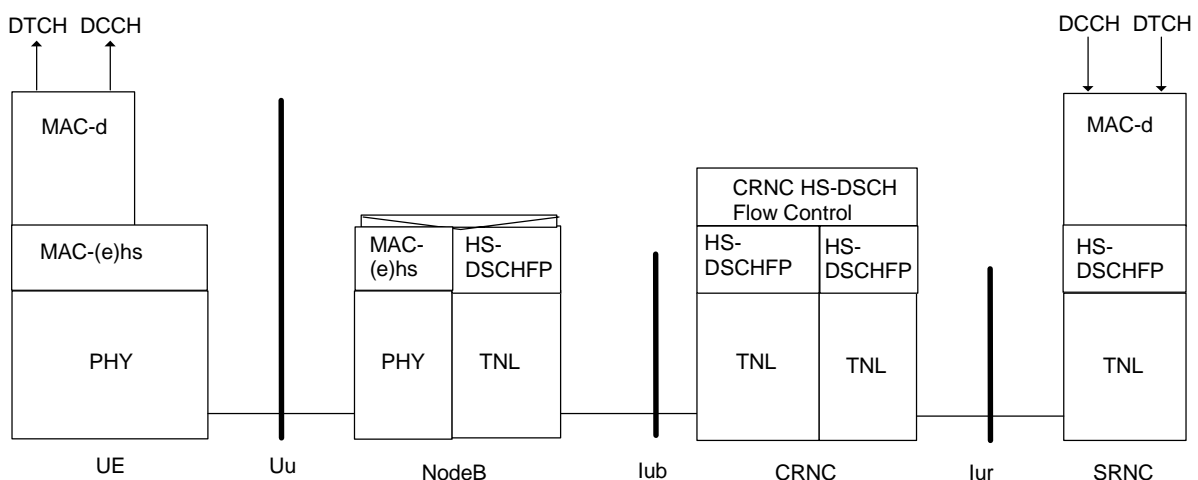 DTCH DCCH
DCCH DTCH
MAC-d
MAC-d
CRNC HS-DSCH
Flow Control
MAC-(e)hs
MAC-
(e)hs
HS-
DSCHFP
HS-
DSCHFP
HS-
DSCHFP
HS-
DSCHFP
PHY
PHY
TNL
TNL
TNL
TNL
UE
Uu
NodeB
Iub
CRNC
Iur
SRNC